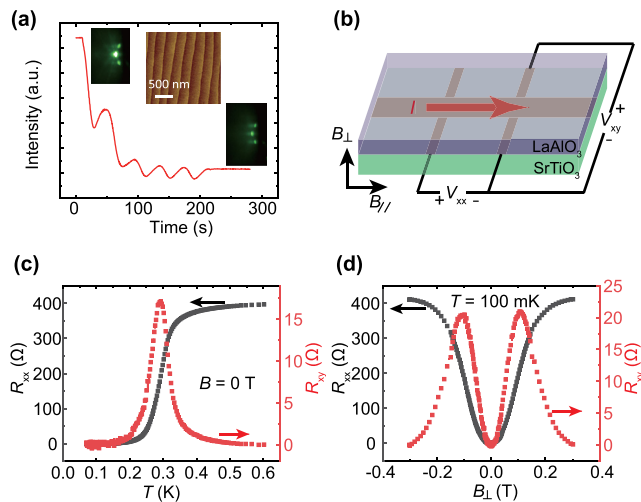 (a)
Intensity (a.u.)
500 nm
0 100 200 300
Time (s)
(b)
I
B⊥
B//
LaAlO3
SrTiO3
+ Vxx -
+
Vxy
-
(c)
400
300
200
100
0
Rxx (Ω)
B = 0 T
15
10
5
0
Rxy (Ω)
0.0 0.1 0.2 0.3 0.4 0.5 0.6
T (K)
(d)
T = 100 mK
400
300
200
100
0
Rxx (Ω)
25
20
15
10
5
0
Rxy (Ω)
-0.4 -0.2 0.0 0.2 0.4
B⊥ (T)